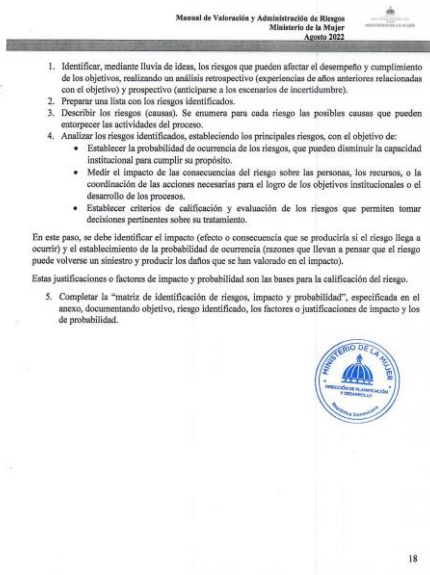 Manual de Valoración y Administración de Riesgos
Ministerio de la Mujer
Agosto 2022
1. Identificar, mediante lluvia de ideas, los riesgos que pueden afectar el desempeño y cumplimiento
de los objetivos, realizando un análisis retrospectivo (experiencias de años anteriores relacionadas
con el objetivo) y prospectivo (anticiparse a los escenarios de incertidumbre).
2. Preparar una lista con los riesgos identificados.
3. Describir los riesgos (causas). Se enumera para cada riesgo las posibles causas que pueden
entorpecer las actividades del proceso.
4. Analizar los riesgos identificados, estableciendo los principales riesgos, con el objetivo de:
• Establecer la probabilidad de ocurrencia de los riesgos, que pueden disminuir la capacidad
institucional para cumplir su propósito.
• Medir el impacto de las consecuencias del riesgo sobre las personas, los recursos, o la
coordinación de las acciones necesarias para el logro de los objetivos institucionales o el
desarrollo de los procesos.
• Establecer criterios de calificación y evaluación de los riesgos que permiten tomar
decisiones pertinentes sobre su tratamiento.
En este paso, se debe identificar el impacto (efecto o consecuencia que se produciría si el riesgo llega a
ocurrir) y el establecimiento de la probabilidad de ocurrencia (razones que llevan a pensar que el riesgo
puede volverse un siniestro y producir los daños que se han valorado en el impacto).
Estas justificaciones o factores de impacto y probabilidad son las bases para la calificación del riesgo.
5. Completar la “matriz de identificación de riesgos, impacto y probabilidad”, especificada en el
anexo, documentando objetivo, riesgo identificado, los factores o justificaciones de impacto y los
de probabilidad.
MINISTERIO DE LA MUJER
DIRECCIÓN DE PLANIFICACIÓN
Y DESARROLLO
República Dominicana
18